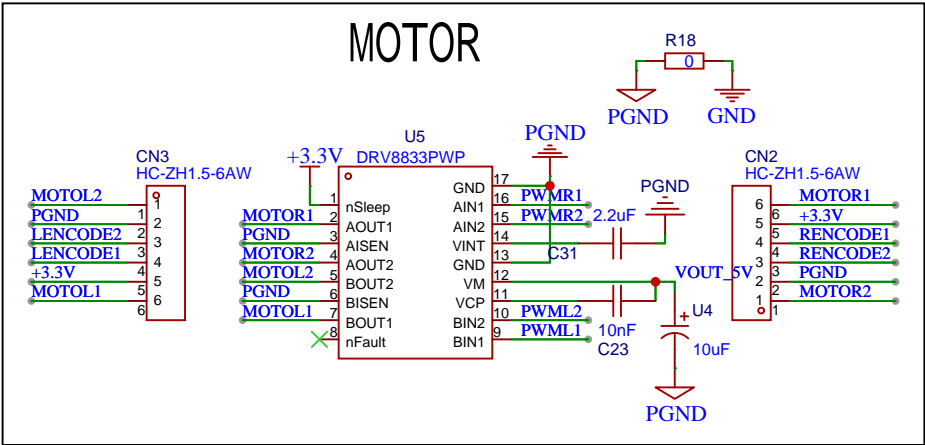 MOTOR
R18
0
PGND
GND
CN3
HC-ZH1.5-6AW
MOTOL2
PGND
LENCODE2
LENCODE1
+3.3V
MOTOL1
1
2
3
4
5
6
1
2
3
4
5
6
U5
DRV8833PWP
+3.3V
MOTOR1
PGND
MOTOR2
MOTOL2
PGND
MOTOL1
1
2
3
4
5
6
7
8
nSleep
AOUT1
AISEN
AOUT2
BOUT2
BISEN
BOUT1
nFault
GND
AIN1
AIN2
VINT
GND
VM
VCP
BIN2
BIN1
17
16
15
14
13
12
11
10
9
PGND
PWMR1
PWMR2
PWML2
PWML1
2.2uF
C31
PGND
VOUT_5V
10nF
C23
U4
+
10uF
PGND
CN2
HC-ZH1.5-6AW
6
5
4
3
2
1
6
5
4
3
2
1
MOTOR1
+3.3V
RENCODE1
RENCODE2
PGND
MOTOR2